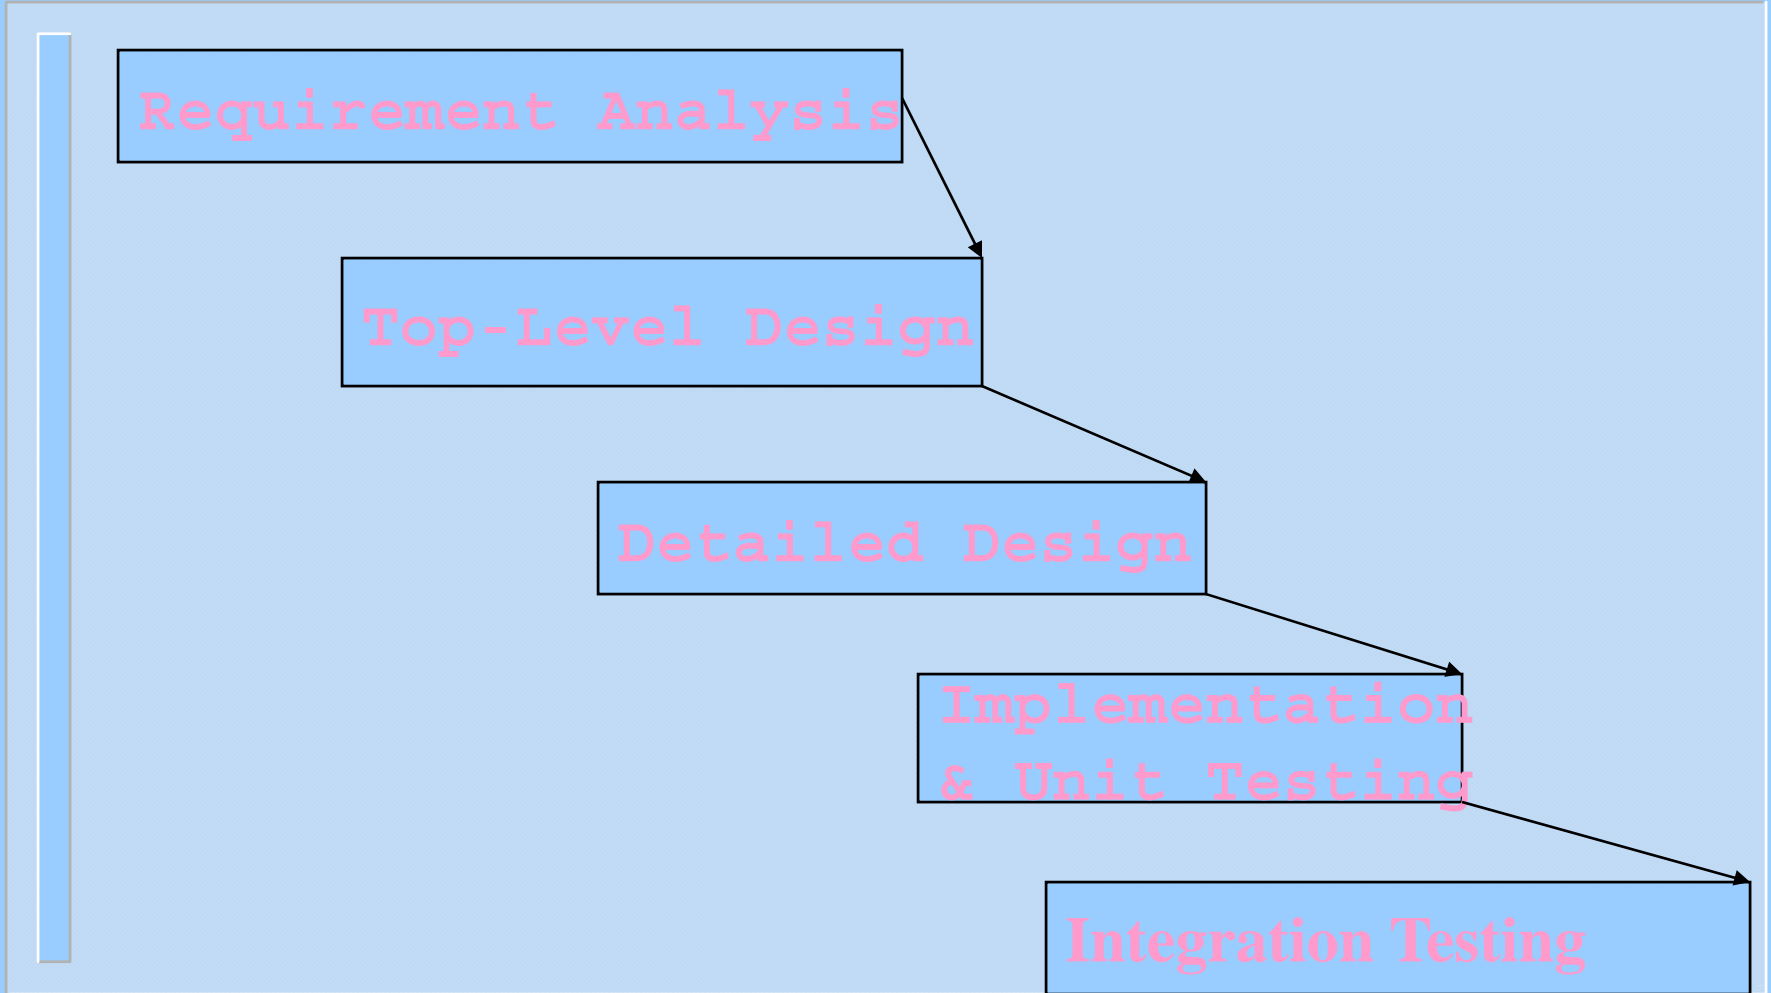 Requirement Analysis
Top-Level Design
Detailed Design
Implementation
& Unit Testing
Integration Testing